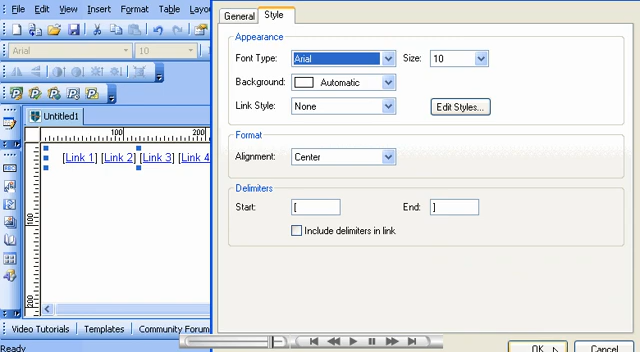 File Edit View Insert Format Table Layou
Arial 10
Untitled1
100 200
[Link 1] [Link 2] [Link 3] [Link 4
100
200
Video Tutorials Templates Community Forum
Ready
General Style
Appearance
Font Type: Arial Size: 10
Background: Automatic
Link Style: None Edit Styles...
Format
Alignment: Center
Delimiters
Start: [ End: ]
Include delimiters in link
OK Cancel